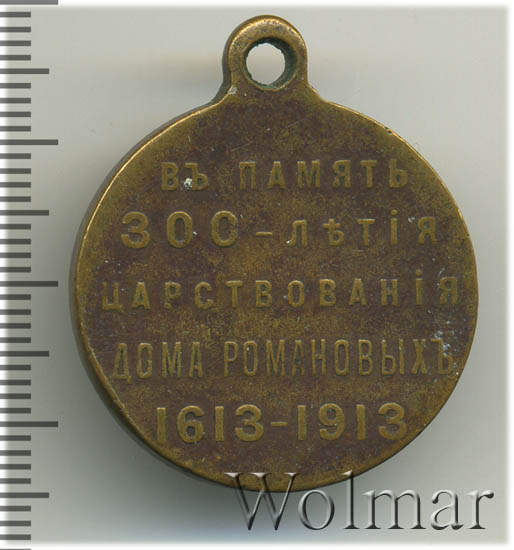 ВЪ ПАМЯТЬ
300-ЛѢТІЯ
ЦАРСТВОВАНІЯ
ДОМА РОМАНОВЫХЪ
1613-1913
Wolmar